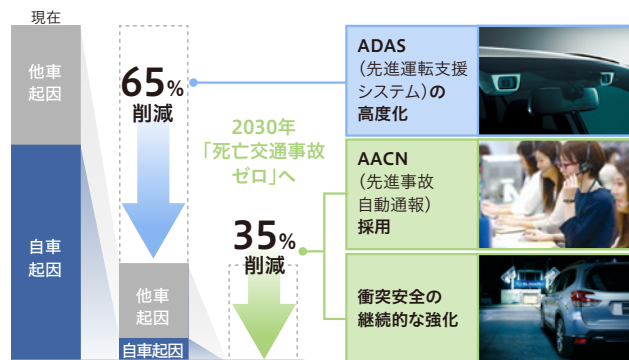 現在
他車
起因
自車
起因
65%
削減
他車
起因
自車起因
2030年
「死亡交通事故
ゼロ」へ
35%
削減
ADAS
（先進運転支援
システム）の
高度化
AACN
（先進事故
自動通報）
採用
衝突安全の
継続的な強化